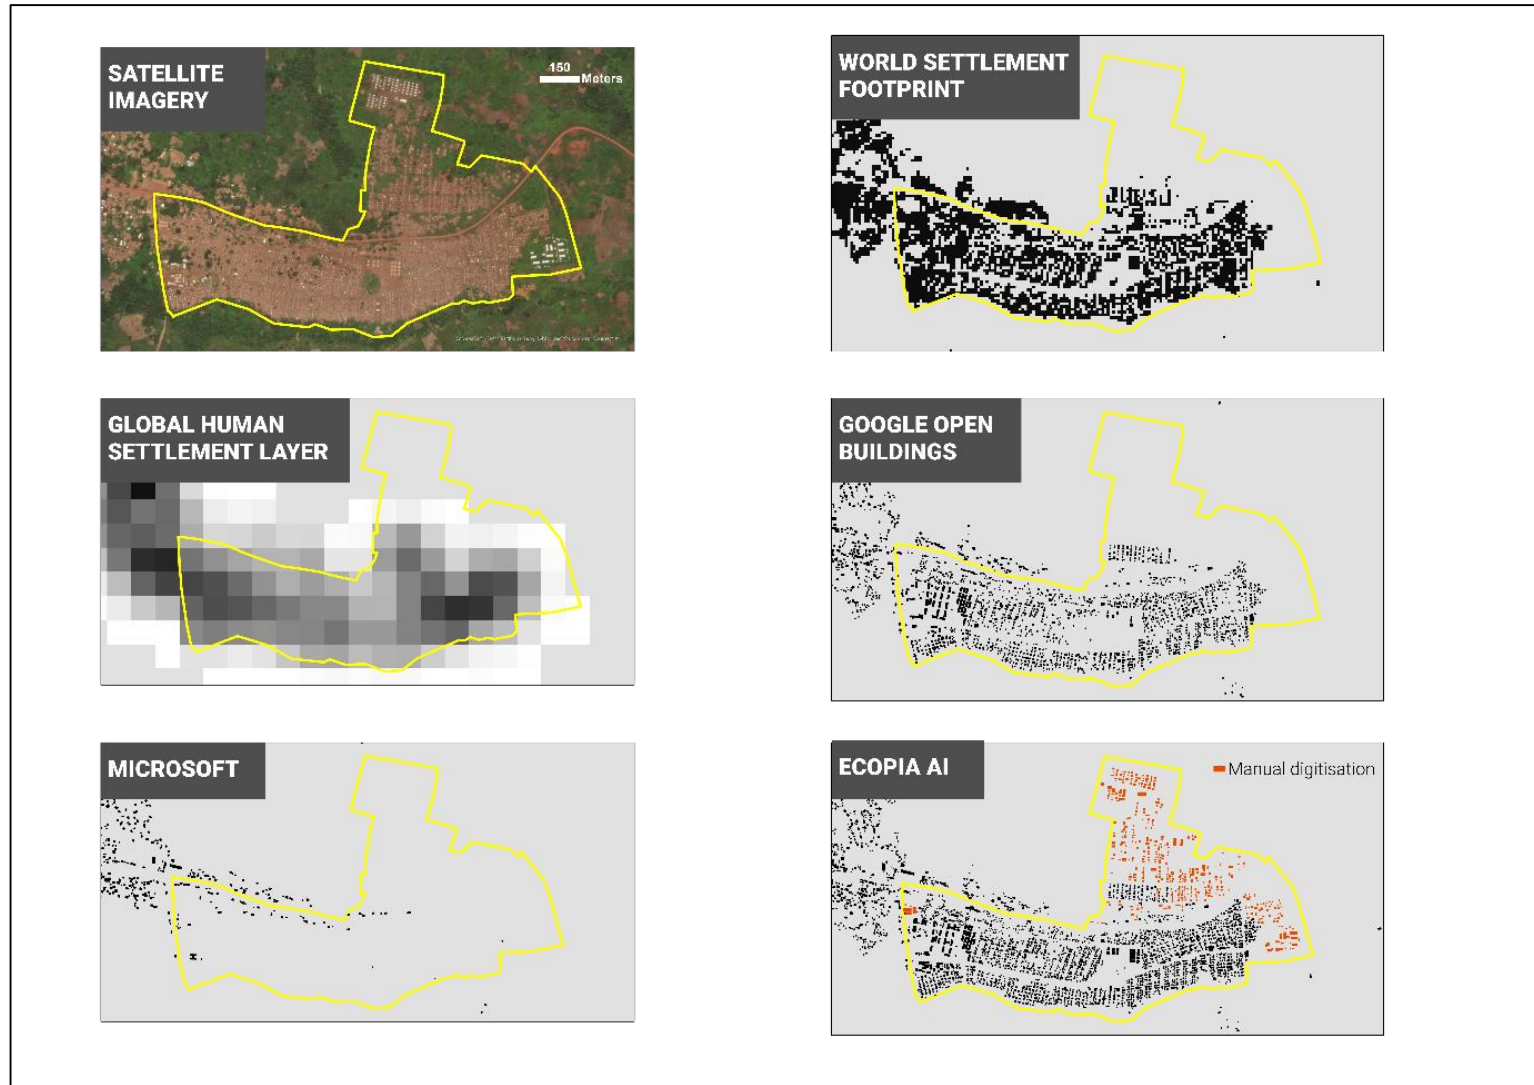 SATELLITE
IMAGERY
150
Meters
WORLD SETTLEMENT
FOOTPRINT
GLOBAL HUMAN
SETTLEMENT LAYER
GOOGLE OPEN
BUILDINGS
MICROSOFT
ECOPIA AI
Manual digitisation